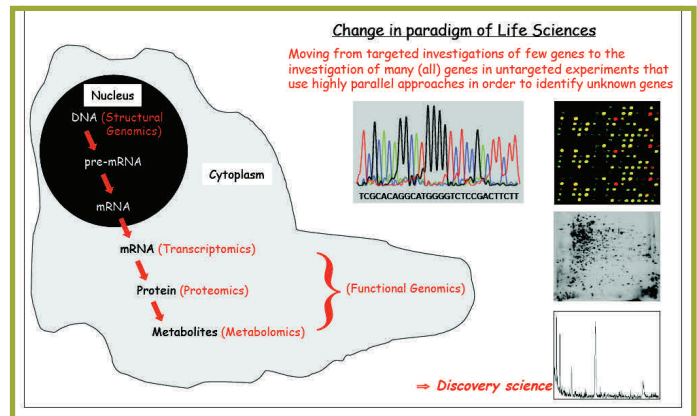 Change in paradigm of Life Sciences
Moving from targeted investigations of few genes to the
investigation of many (all) genes in untargeted experiments that
use highly parallel approaches in order to identify unknown genes
Nucleus
DNA (Structural
Genomics)
pre-mRNA
mRNA
Cytoplasm
mRNA (Transcriptomics)
Protein (Proteomics)
Metabolites (Metabolomics)
(Functional Genomics)
TCGCACAGGCATGGGGTCTCCGACTTCTT
⇒ Discovery science